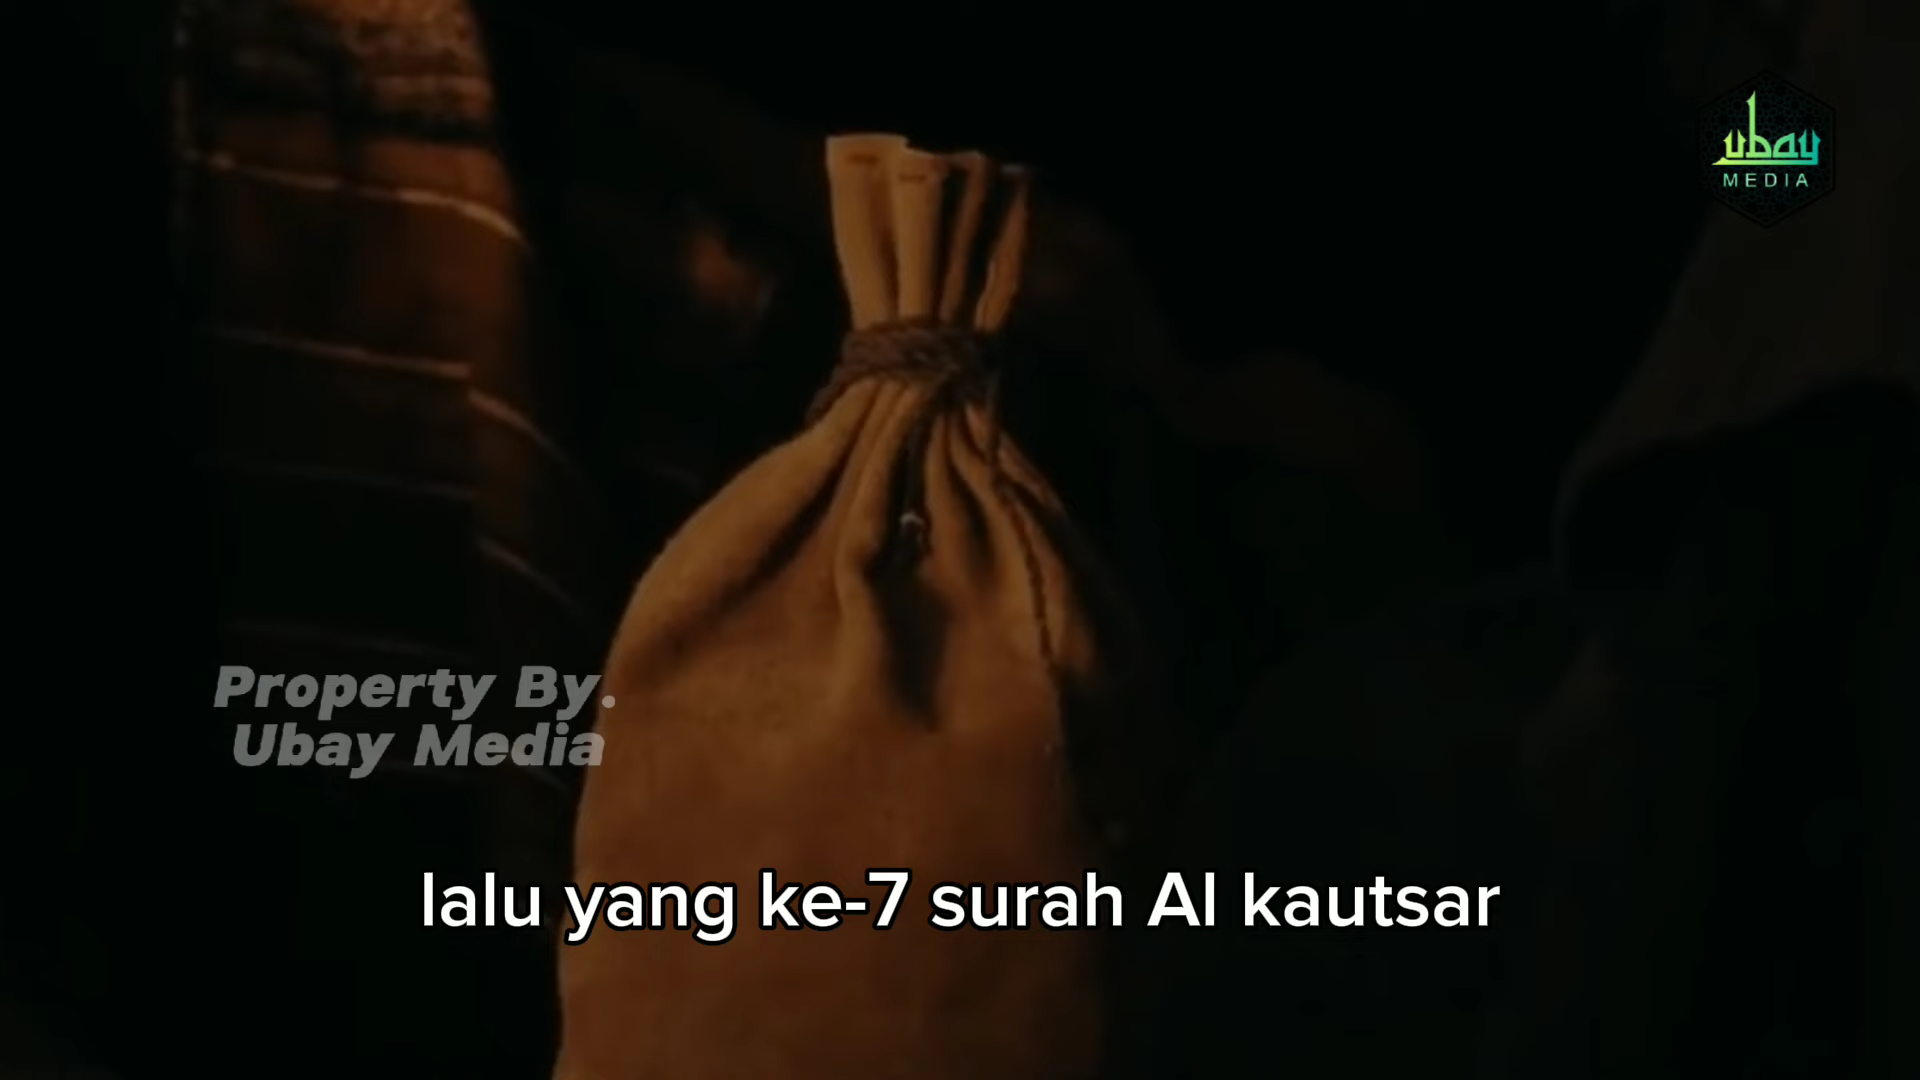 ubay
MEDIA
Property By.
Ubay Media
lalu yang ke-7 surah Al kautsar